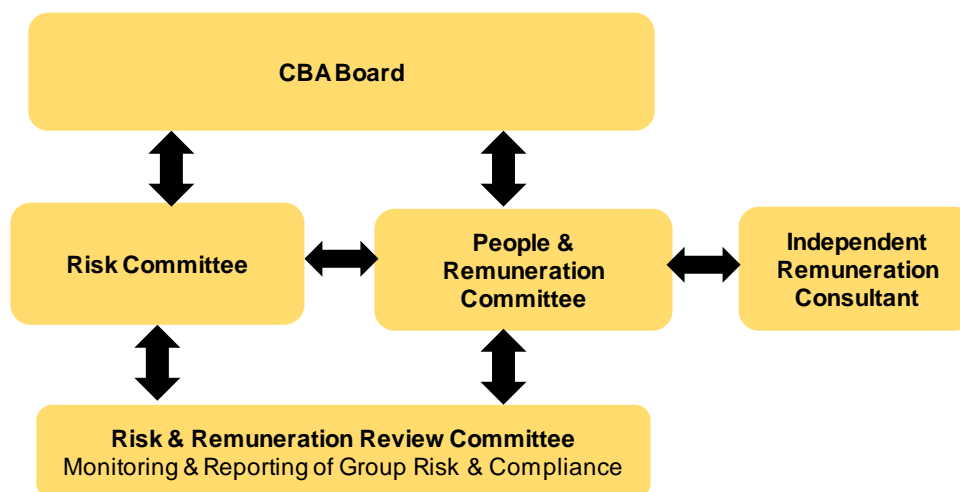 CBA Board
Risk Committee
People &
Remuneration
Committee
Independent
Remuneration
Consultant
Risk & Remuneration Review Committee
Monitoring & Reporting of Group Risk & Compliance